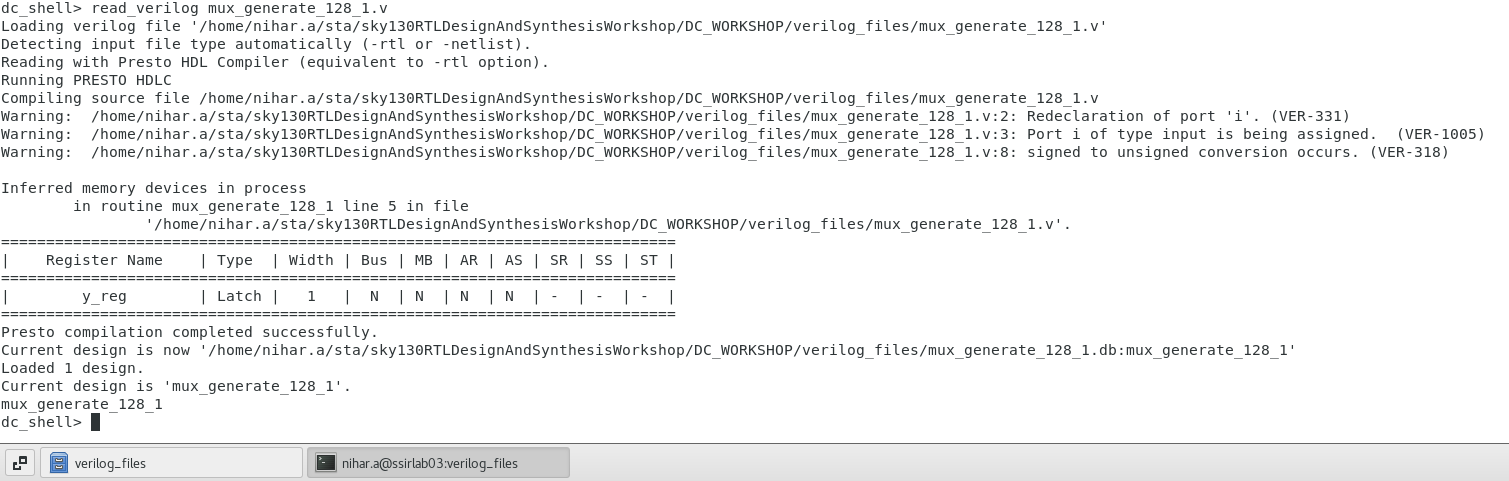 dc_shell> read_verilog mux_generate_128_1.v
Loading verilog file '/home/nihar.a/sta/sky130RTLDesignAndSynthesisWorkshop/DC_WORKSHOP/verilog_files/mux_generate_128_1.v'
Detecting input file type automatically (-rtl or -netlist).
Reading with Presto HDL Compiler (equivalent to -rtl option).
Running PRESTO HDLC
Compiling source file /home/nihar.a/sta/sky130RTLDesignAndSynthesisWorkshop/DC_WORKSHOP/verilog_files/mux_generate_128_1.v
Warning:  /home/nihar.a/sta/sky130RTLDesignAndSynthesisWorkshop/DC_WORKSHOP/verilog_files/mux_generate_128_1.v:2: Redeclaration of port 'i'. (VER-331)
Warning:  /home/nihar.a/sta/sky130RTLDesignAndSynthesisWorkshop/DC_WORKSHOP/verilog_files/mux_generate_128_1.v:3: Port i of type input is being assigned.  (VER-1005)
Warning:  /home/nihar.a/sta/sky130RTLDesignAndSynthesisWorkshop/DC_WORKSHOP/verilog_files/mux_generate_128_1.v:8: signed to unsigned conversion occurs. (VER-318)
Inferred memory devices in process
        in routine mux_generate_128_1 line 5 in file
                '/home/nihar.a/sta/sky130RTLDesignAndSynthesisWorkshop/DC_WORKSHOP/verilog_files/mux_generate_128_1.v'.
===========================================================================
|    Register Name    | Type  | Width | Bus | MB | AR | AS | SR | SS | ST |
===========================================================================
|        y_reg        | Latch |   1   |  N  | N  | N  | N  | -  | -  | -  |
===========================================================================
Presto compilation completed successfully.
Current design is now '/home/nihar.a/sta/sky130RTLDesignAndSynthesisWorkshop/DC_WORKSHOP/verilog_files/mux_generate_128_1.db:mux_generate_128_1'
Loaded 1 design.
Current design is 'mux_generate_128_1'.
mux_generate_128_1
dc_shell>
verilog_files
nihar.a@ssirlab03:verilog_files